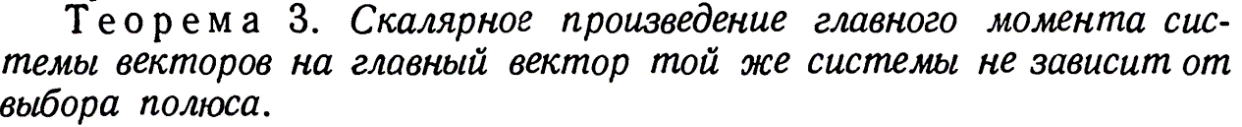 Теорема 3. Скалярное произведение главного момента сис-
темы векторов на главный вектор той же системы не зависит от
выбора полюса.